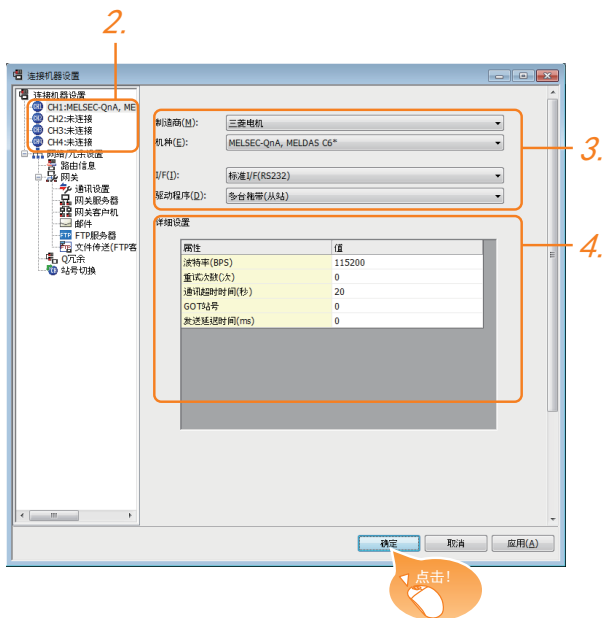 2.
连接机器设置
连接机器设置
CH1:MELSEC-QnA, ME
CH2:未连接
CH3:未连接
CH4:未连接
网络/冗余设置
路由信息
网关
通讯设置
网关服务器
网关客户机
邮件
FTP服务器
文件传送(FTP客
Q冗余
站号切换
制造商(M): 三菱电机
机种(E): MELSEC-QnA, MELDAS C6*
3.
I/F(I): 标准I/F(RS232)
驱动程序(D): 多台拖带(从站)
详细设置
4.
属性 值
波特率(BPS) 115200
重试次数(次) 0
通讯超时时间(秒) 20
GOT站号 0
发送延迟时间(ms) 0
确定 取消 应用(A)
点击!